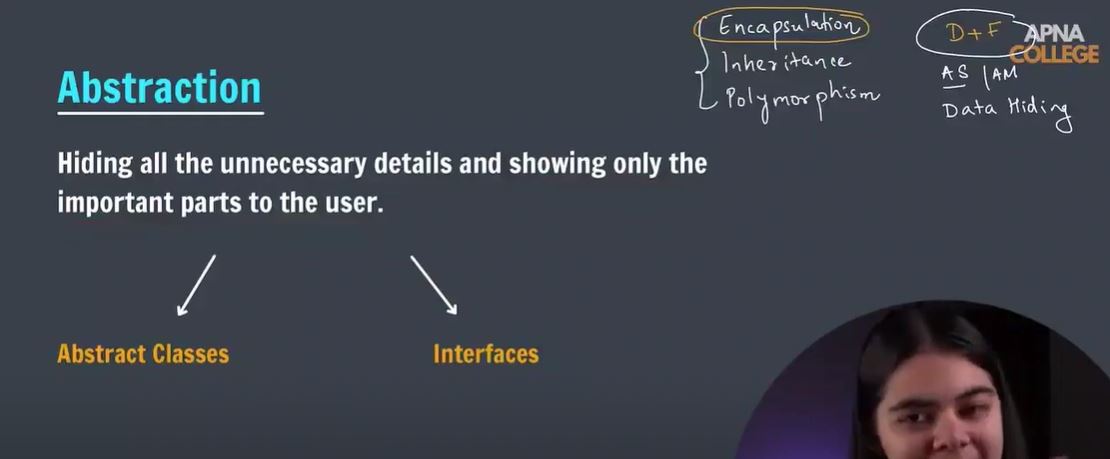 Encapsulation
Inheritance
Polymorphism
D+F
APNA
COLLEGE
AS | AM
Data Hiding
Abstraction
Hiding all the unnecessary details and showing only the
important parts to the user.
Abstract Classes
Interfaces